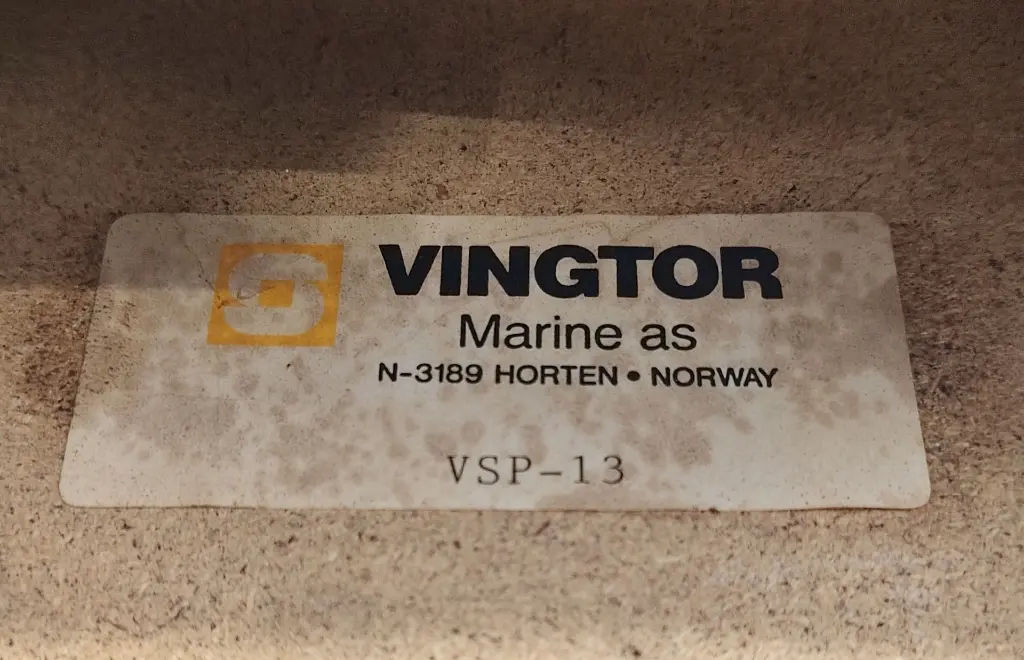 VINGTOR
Marine as
N-3189 HORTEN • NORWAY
VSP-13